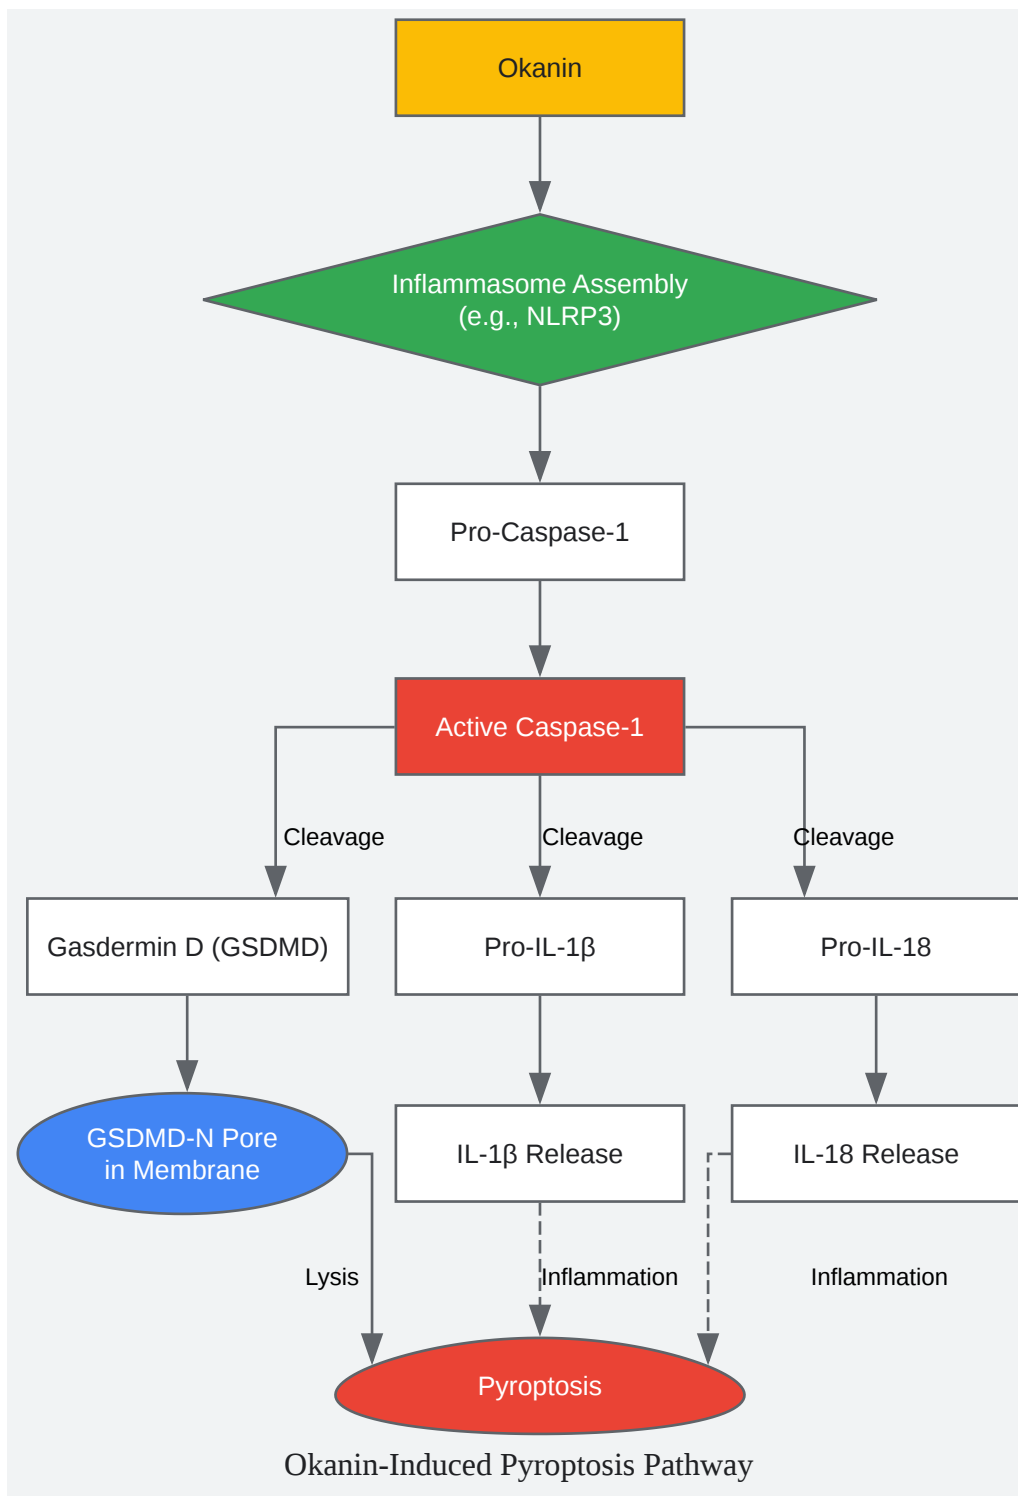 Okanin
Inflammasome Assembly
(e.g., NLRP3)
Pro-Caspase-1
Active Caspase-1
Cleavage
Cleavage
Cleavage
Gasdermin D (GSDMD)
Pro-IL-1β
Pro-IL-18
GSDMD-N Pore
in Membrane
IL-1β Release
IL-18 Release
Lysis
Inflammation
Inflammation
Pyroptosis
Okanin-Induced Pyroptosis Pathway